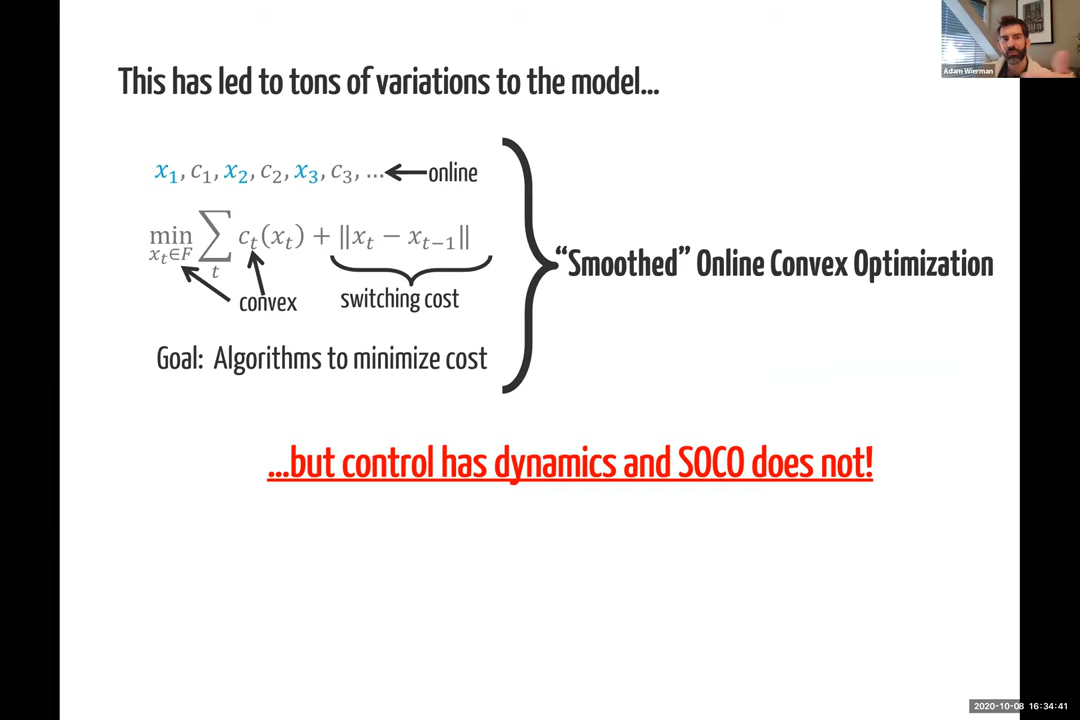 This has led to tons of variations to the model...
Adam Wierman
x₁, c₁, x₂, c₂, x₃, c₃, ... online
min ∑ cₜ(xₜ) + ‖xₜ − xₜ₋₁‖
xₜ∈F t
convex
switching cost
Goal: Algorithms to minimize cost
“Smoothed” Online Convex Optimization
...but control has dynamics and SOCO does not!
2020-10-08 16:34:41